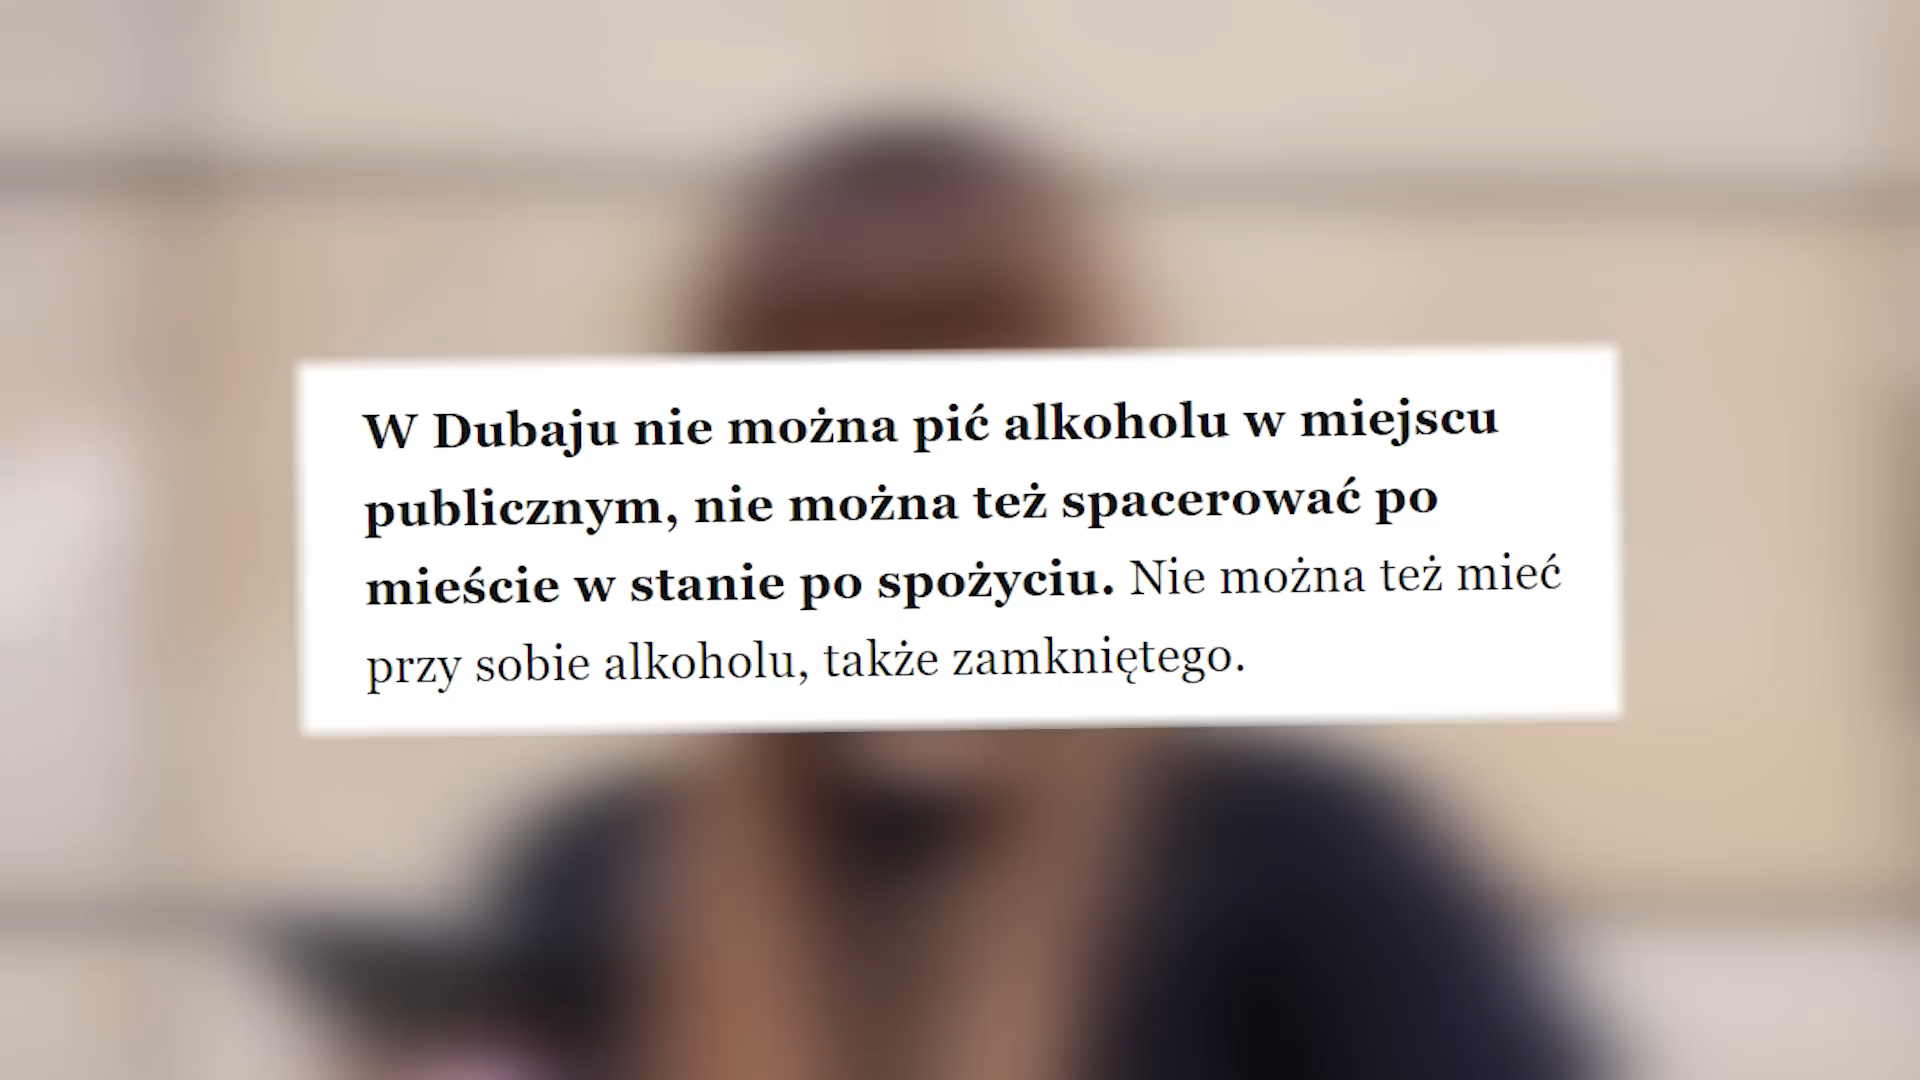 W Dubaju nie można pić alkoholu w miejscu
publicznym, nie można też spacerować po
mieście w stanie po spożyciu. Nie można też mieć
przy sobie alkoholu, także zamkniętego.